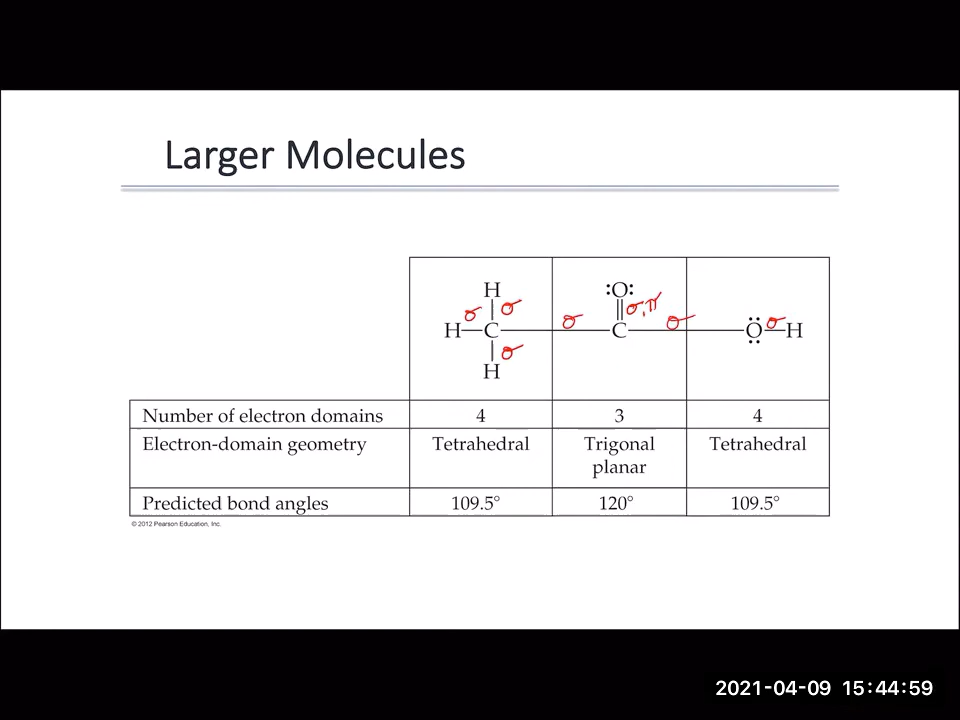 Larger Molecules
H :O:
σ σ σ,π
H—C σ C σ O σ—H
σ
H
Number of electron domains 4 3 4
Electron-domain geometry Tetrahedral Trigonal planar Tetrahedral
Predicted bond angles 109.5° 120° 109.5°
© 2012 Pearson Education, Inc.
2021-04-09 15:44:59